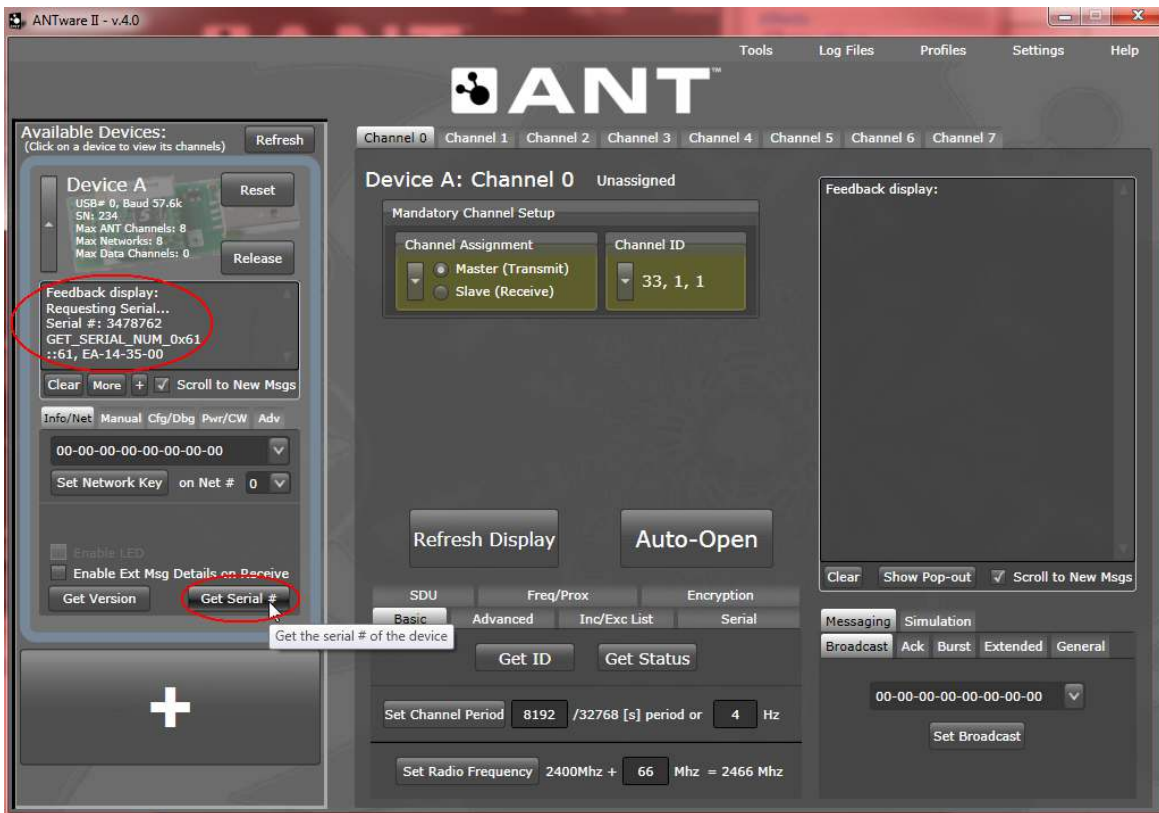 ANTware II - v.4.0
Tools Log Files Profiles Settings Help
ANT™
Available Devices:
(Click on a device to view its channels)
Refresh
Device A
USB# 0, Baud 57.6k
SN: 234
Max ANT Channels: 8
Max Networks: 8
Max Data Channels: 0
Reset
Release
Feedback display:
Requesting Serial...
Serial #: 3478762
GET_SERIAL_NUM_0x61
::61, EA-14-35-00
Clear More + Scroll to New Msgs
Info/Net Manual Cfg/Dbg Pwr/CW Adv
00-00-00-00-00-00-00-00
Set Network Key on Net # 0
Enable LED
Enable Ext Msg Details on Receive
Get Version Get Serial #
Get the serial # of the device
+
Channel 0 Channel 1 Channel 2 Channel 3 Channel 4 Channel 5 Channel 6 Channel 7
Device A: Channel 0 Unassigned
Mandatory Channel Setup
Channel Assignment
Master (Transmit)
Slave (Receive)
Channel ID
33, 1, 1
Refresh Display Auto-Open
SDU Freq/Prox Encryption
Basic Advanced Inc/Exc List Serial
Get ID Get Status
Set Channel Period 8192 /32768 [s] period or 4 Hz
Set Radio Frequency 2400Mhz + 66 Mhz = 2466 Mhz
Feedback display:
Clear Show Pop-out Scroll to New Msgs
Messaging Simulation
Broadcast Ack Burst Extended General
00-00-00-00-00-00-00-00
Set Broadcast